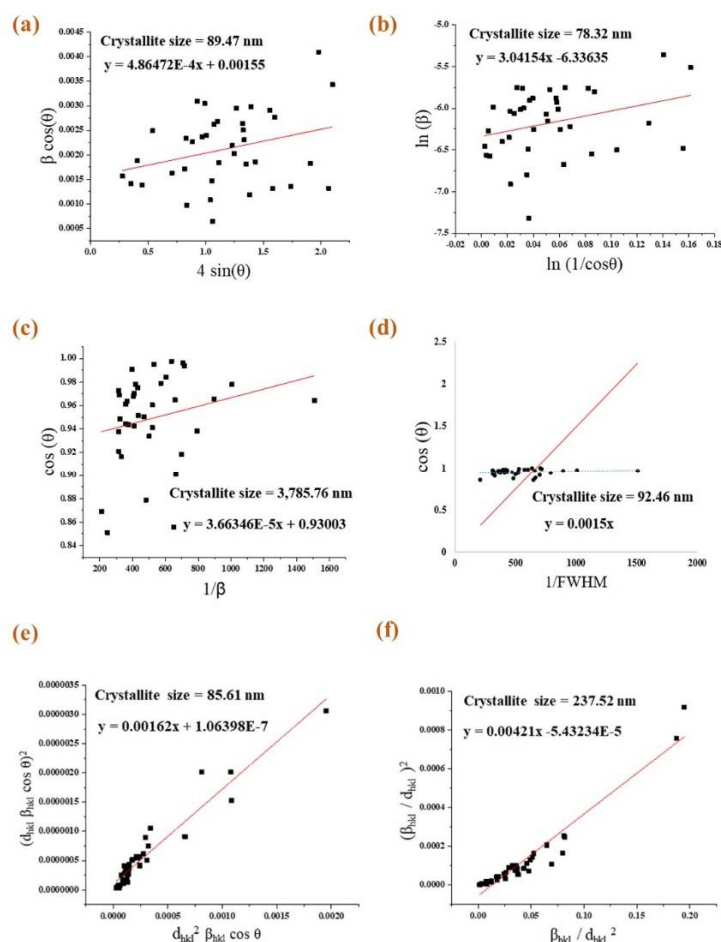 (a)
Crystallite size = 89.47 nm
y = 4.86472E-4x + 0.00155
β cos(θ)
0.0045
0.0040
0.0035
0.0030
0.0025
0.0020
0.0015
0.0010
0.0005
0.0
0.5
1.0
1.5
2.0
4 sin(θ)
(b)
Crystallite size = 78.32 nm
y = 3.04154x -6.33635
ln (β)
-5.0
-5.5
-6.0
-6.5
-7.0
-7.5
-0.02
0.00
0.02
0.04
0.06
0.08
0.10
0.12
0.14
0.16
0.18
ln (1/cosθ)
(c)
cos (θ)
1.00
0.98
0.96
0.94
0.92
0.90
0.88
0.86
0.84
Crystallite size = 3,785.76 nm
y = 3.66346E-5x + 0.93003
200
400
600
800
1000
1200
1400
1600
1/β
(d)
cos (θ)
2.5
2
1.5
1
0.5
0
Crystallite size = 92.46 nm
y = 0.0015x
0
500
1000
1500
2000
1/FWHM
(e)
Crystallite size = 85.61 nm
y = 0.00162x + 1.06398E-7
(dhkl βhkl cos θ)²
0.0000035
0.0000030
0.0000025
0.0000020
0.0000015
0.0000010
0.0000005
0.0000000
0.0000
0.0005
0.0010
0.0015
0.0020
dhkl² βhkl cos θ
(f)
Crystallite size = 237.52 nm
y = 0.00421x -5.43234E-5
(βhkl / dhkl )²
0.0010
0.0008
0.0006
0.0004
0.0002
0.0000
0.00
0.05
0.10
0.15
0.20
βhkl / dhkl ²